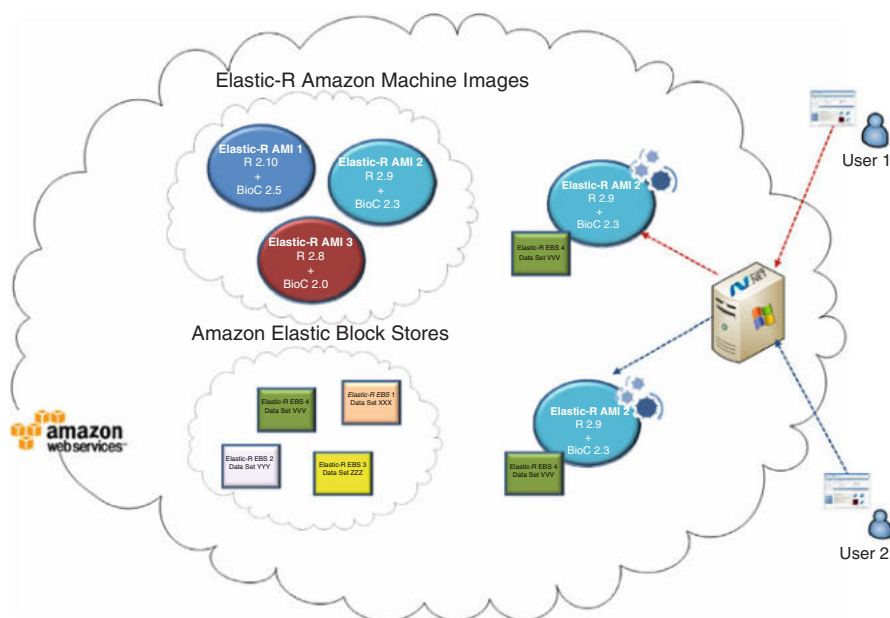 Elastic-R Amazon Machine Images
Elastic-R AMI 1
R 2.10
+
BioC 2.5
Elastic-R AMI 2
R 2.9
+
BioC 2.3
Elastic-R AMI 3
R 2.8
+
BioC 2.0
Elastic-R AMI 2
R 2.9
+
BioC 2.3
Elastic-R EBS 4
Data Set VVV
User 1
.NET
Amazon Elastic Block Stores
Elastic-R EBS 4
Data Set VVV
Elastic-R EBS 1
Data Set XXX
Elastic-R EBS 2
Data Set YYY
Elastic-R EBS 3
Data Set ZZZ
amazon
webservices™
Elastic-R AMI 2
R 2.9
+
BioC 2.3
Elastic-R EBS 4
Data Set VVV
User 2